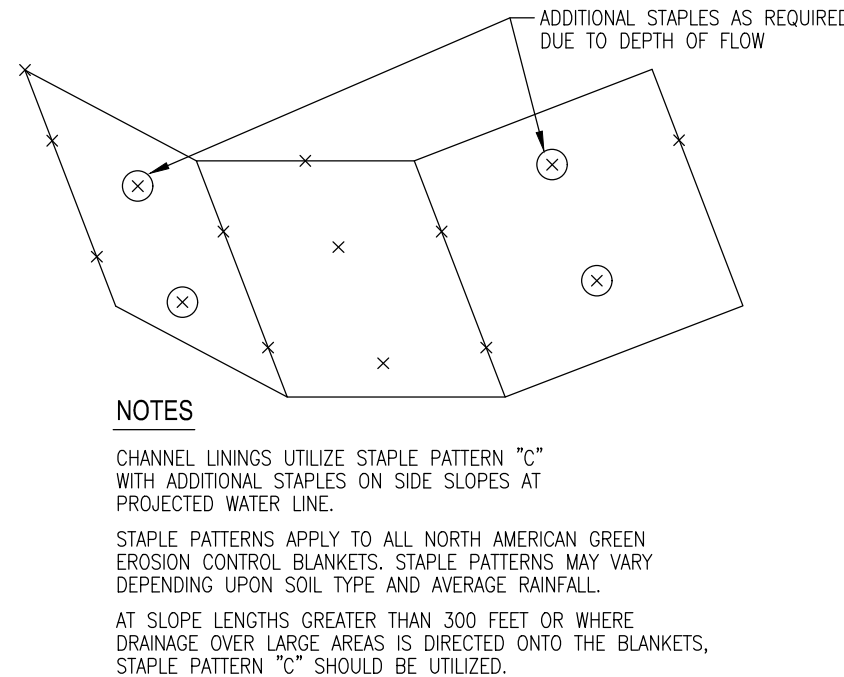 ADDITIONAL STAPLES AS REQUIRED
DUE TO DEPTH OF FLOW
NOTES
CHANNEL LININGS UTILIZE STAPLE PATTERN "C"
WITH ADDITIONAL STAPLES ON SIDE SLOPES AT
PROJECTED WATER LINE.
STAPLE PATTERNS APPLY TO ALL NORTH AMERICAN GREEN
EROSION CONTROL BLANKETS. STAPLE PATTERNS MAY VARY
DEPENDING UPON SOIL TYPE AND AVERAGE RAINFALL.
AT SLOPE LENGTHS GREATER THAN 300 FEET OR WHERE
DRAINAGE OVER LARGE AREAS IS DIRECTED ONTO THE BLANKETS,
STAPLE PATTERN "C" SHOULD BE UTILIZED.